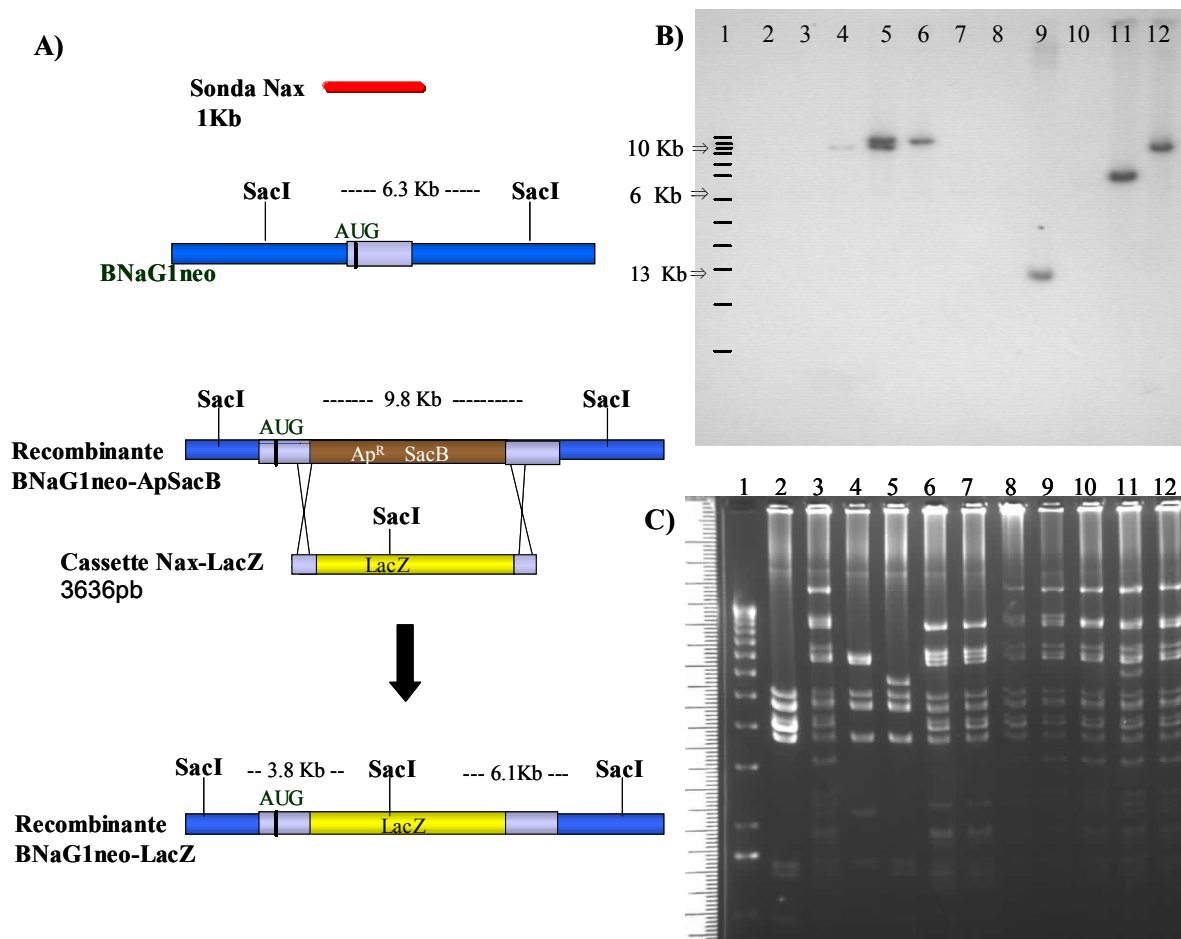 A)
Sonda Nax
1Kb
SacI
----- 6.3 Kb -----
SacI
AUG
BNaG1neo
SacI
------- 9.8 Kb ----------
SacI
AUG
Recombinante
BNaG1neo-ApSacB
Ap^R SacB
SacI
Cassette Nax-LacZ
3636pb
LacZ
SacI
-- 3.8 Kb --
SacI
--- 6.1Kb ---
SacI
AUG
Recombinante
BNaG1neo-LacZ
LacZ
B)
1 2 3 4 5 6 7 8 9 10 11 12
10 Kb ⇒
6 Kb ⇒
13 Kb ⇒
C)
1 2 3 4 5 6 7 8 9 10 11 12